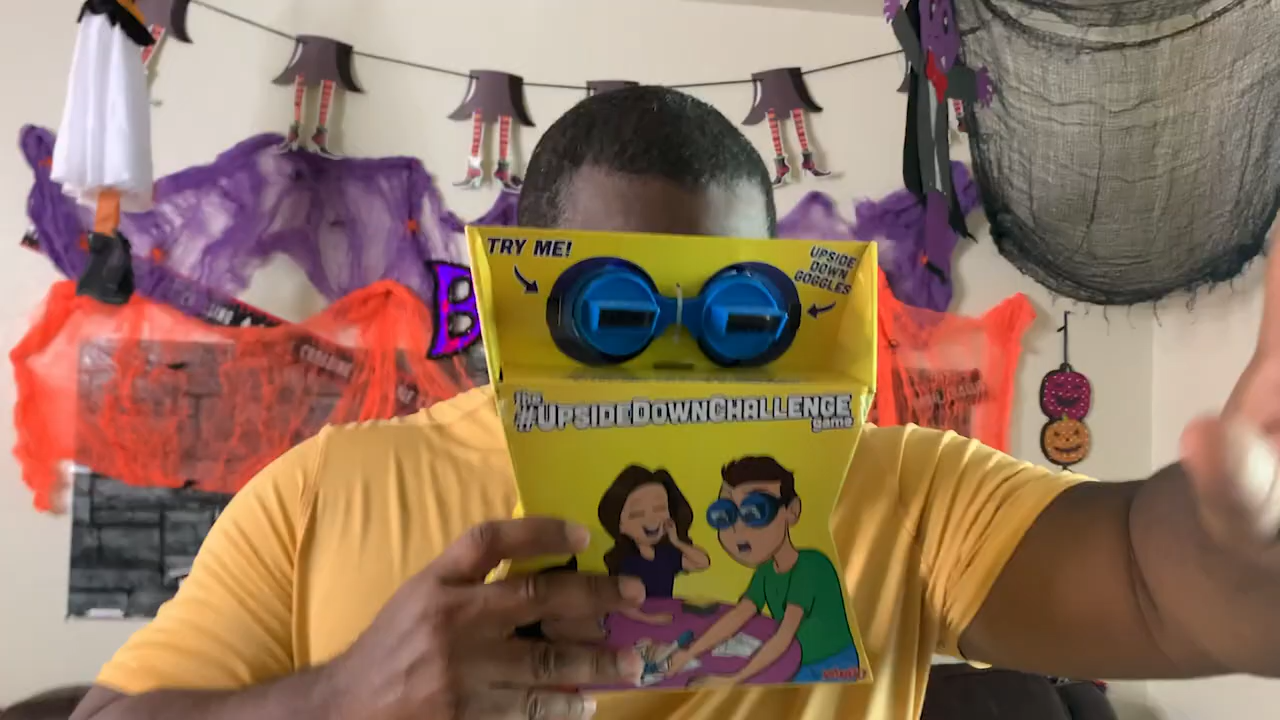 TRY ME!
UPSIDE
DOWN
GOGGLES
the
#UPSIDEDOWNCHALLENGE
game
B